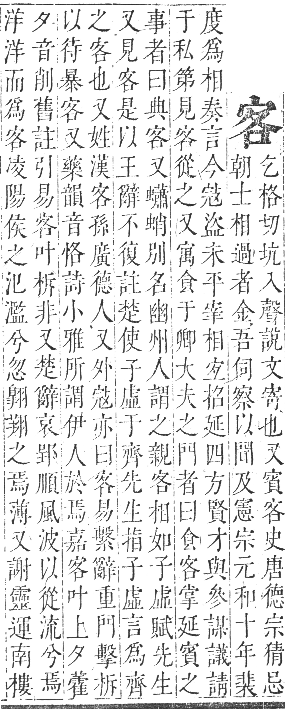 客
乞格切坑入聲說文寄也又賓客史唐德宗猜忌
朝士相過者金吾伺察以聞及憲宗元和十年裴
度爲相奏言今寇盜未平宰相宜招延四方賢才與參謀議請
于私第見客從之又寓食于卿大夫之門者曰食客掌延賓之
事者曰典客又蠨蛸別名幽州人謂之親客相如子虛賦先生
又見客是以王辭不復註楚使子虛于齊先生指子虛言爲齊
之客也又姓漢客孫廣德人又外寇亦曰客易繫辭重門擊柝
以待暴客又藥韻音恪詩小雅所謂伊人於焉嘉客叶上夕藿
夕音削舊註引易客叶柝非又楚辭哀郢順風波以從流兮焉
洋洋而爲客凌陽侯之氾濫兮忽翱翔之焉薄又謝靈運南樓